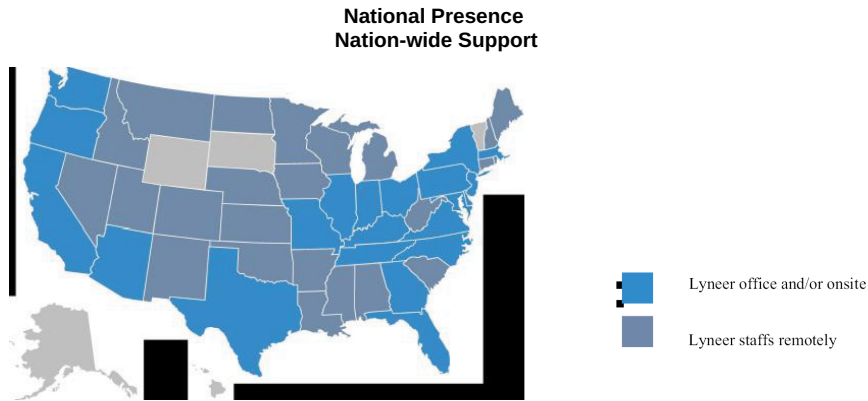 National Presence
Nation-wide Support
Lyneer office and/or onsite
Lyneer staffs remotely